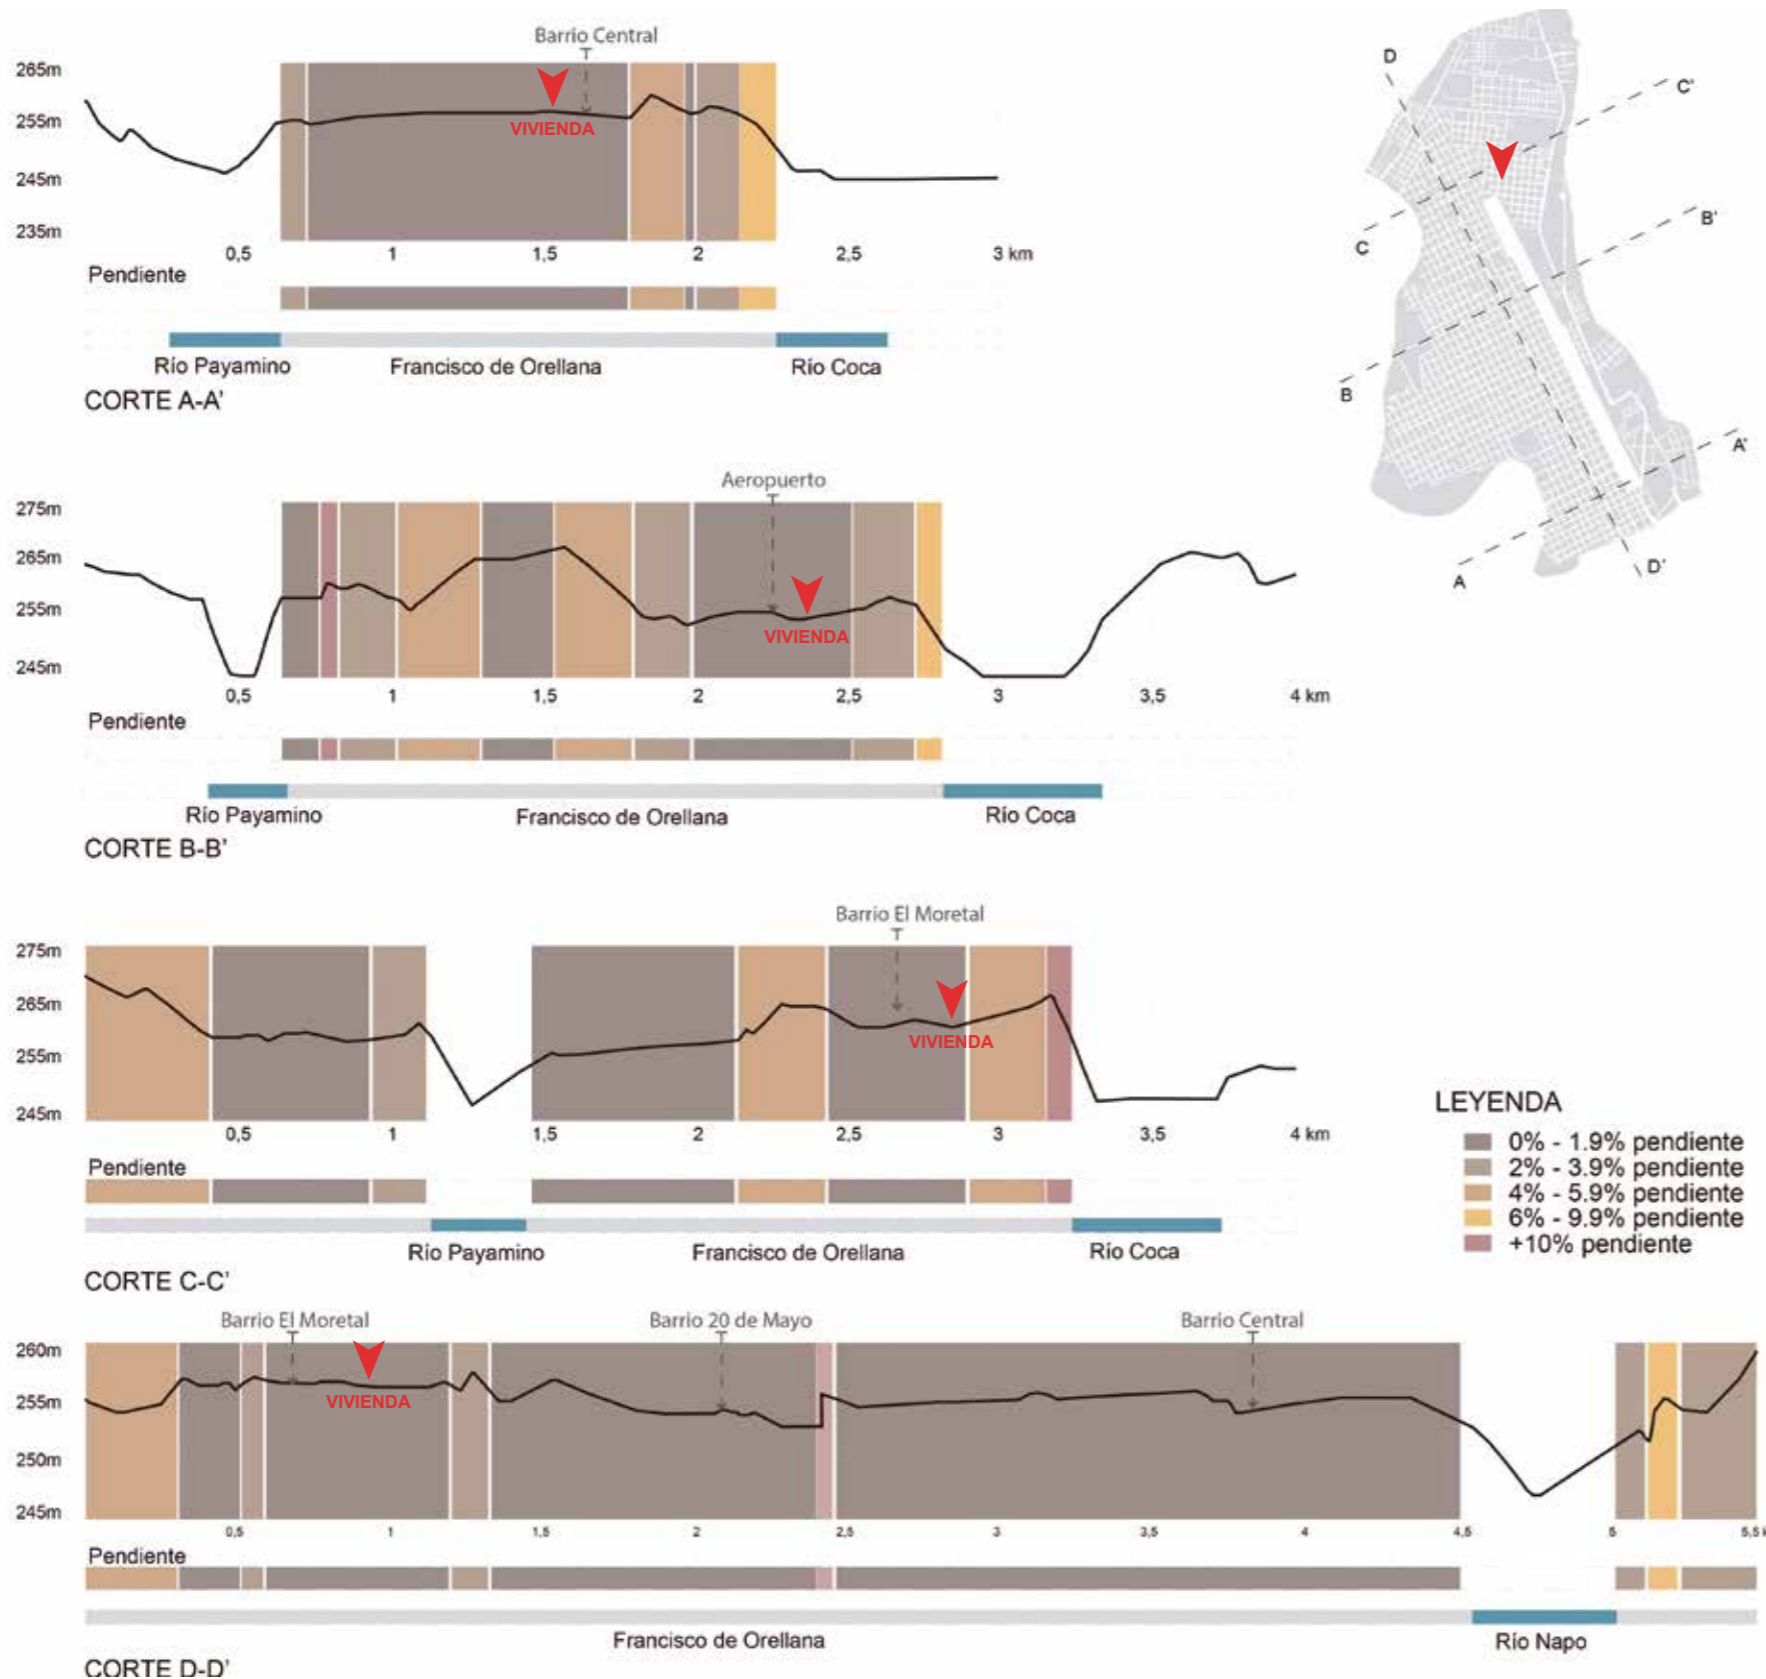 Barrio Central
265m
255m
245m
235m
VIVIENDA
0,5 1 1,5 2 2,5 3 km
Pendiente
Río Payamino Francisco de Orellana Río Coca
CORTE A-A'
D
C'
B'
C
B
A'
A
D'
Aeropuerto
275m
265m
255m
245m
VIVIENDA
0,5 1 1,5 2 2,5 3 3,5 4 km
Pendiente
Río Payamino Francisco de Orellana Río Coca
CORTE B-B'
Barrio El Moretal
275m
265m
255m
245m
VIVIENDA
0,5 1 1,5 2 2,5 3 3,5 4 km
Pendiente
Río Payamino Francisco de Orellana Río Coca
CORTE C-C'
LEYENDA
0% - 1.9% pendiente
2% - 3.9% pendiente
4% - 5.9% pendiente
6% - 9.9% pendiente
+10% pendiente
Barrio El Moretal Barrio 20 de Mayo Barrio Central
260m
255m
250m
245m
VIVIENDA
0,5 1 1,5 2 2,5 3 3,5 4 4,5 5 5,5
Pendiente
Francisco de Orellana Río Napo
CORTE D-D'